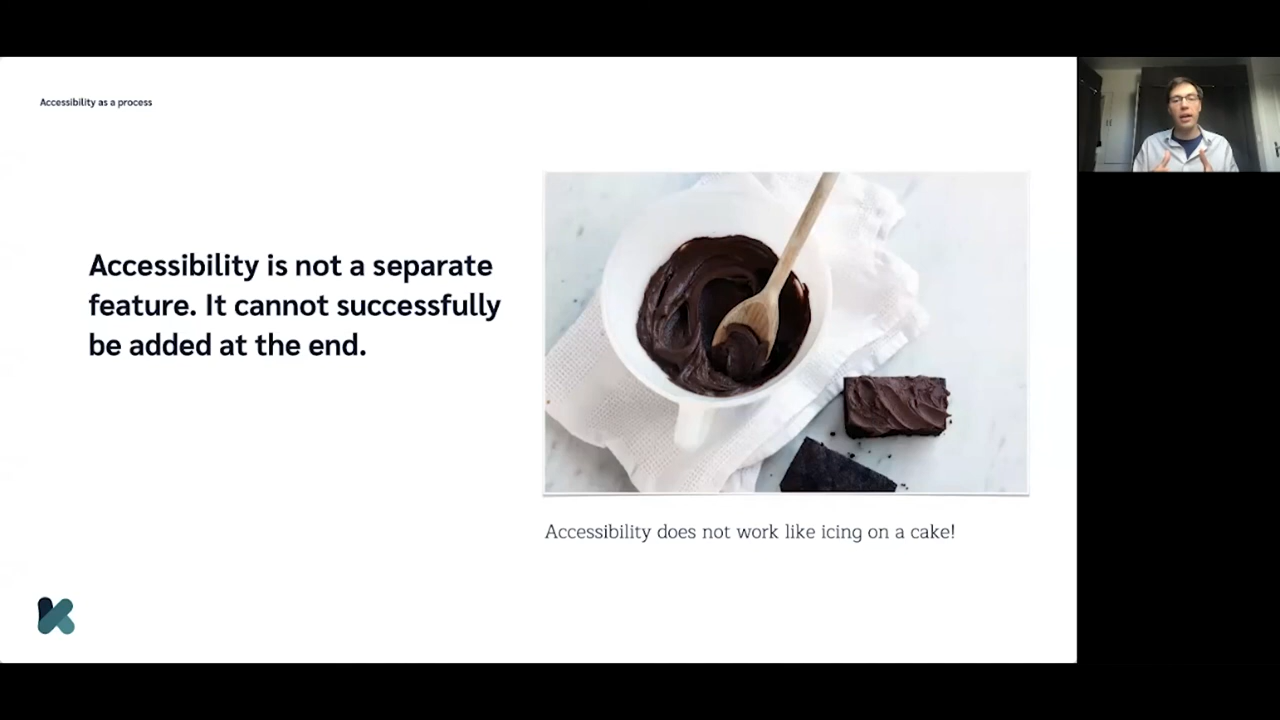 Accessibility as a process
Accessibility is not a separate
feature. It cannot successfully
be added at the end.
Accessibility does not work like icing on a cake!